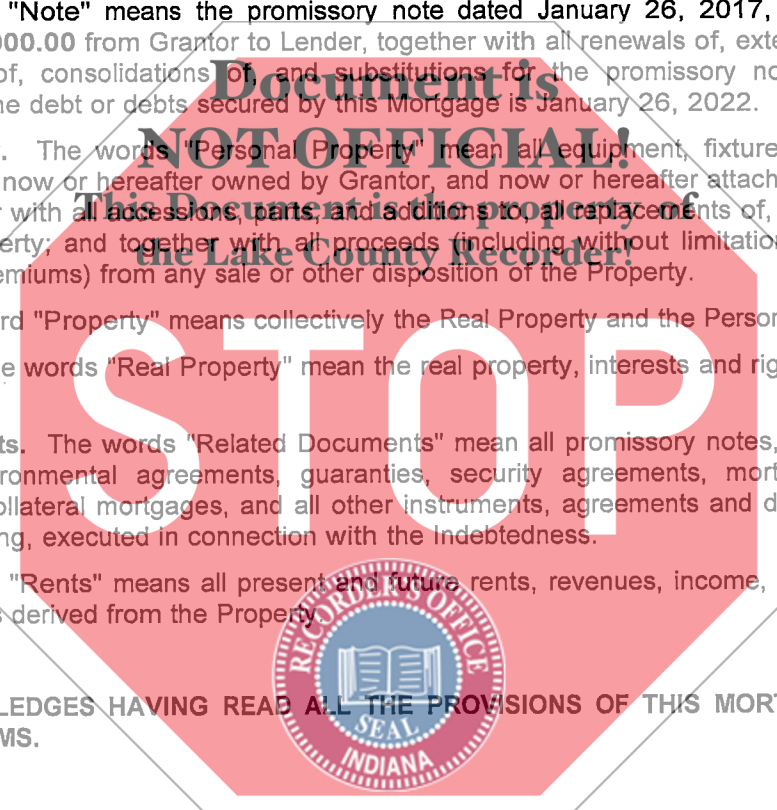 "Note" means the promissory note dated January 26, 2017,
000.00 from Grantor to Lender, together with all renewals of, exte
of, consolidations of, and substitutions for the promissory no
ne debt or debts secured by this Mortgage is January 26, 2022.
Document is
NOT OFFICIAL!
This Document is the property of
the Lake County Recorder!
. The words "Personal Property" mean all equipment, fixture
now or hereafter owned by Grantor, and now or hereafter attach
r with all accessions, parts, and additions to, all replacements of,
erty; and together with all proceeds (including without limitation
emiums) from any sale or other disposition of the Property.
rd "Property" means collectively the Real Property and the Person
e words "Real Property" mean the real property, interests and rig
STOP
ts. The words "Related Documents" mean all promissory notes,
ronmental agreements, guaranties, security agreements, mort
ollateral mortgages, and all other instruments, agreements and d
ng, executed in connection with the Indebtedness.
"Rents" means all present and future rents, revenues, income,
s derived from the Property.
RECORDER'S OFFICE
SEAL
INDIANA
LEDGES HAVING READ ALL THE PROVISIONS OF THIS MORT
MS.